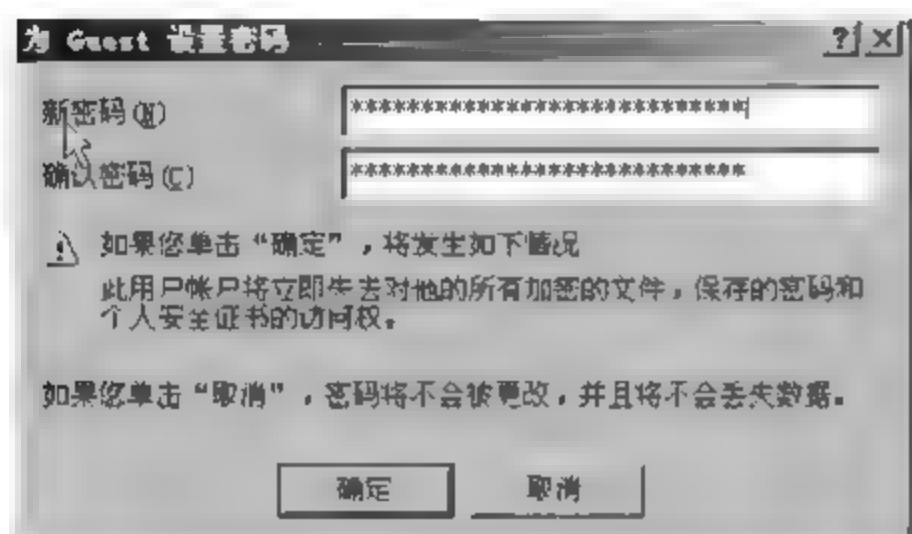 为 Guest 设置密码
新密码(N)
****************************
确认密码(C)
****************************
如果您单击“确定”，将发生如下情况
此用户帐户将立即失去对他的所有加密的文件，保存的密码和
个人安全证书的访问权。
如果您单击“取消”，密码将不会被更改，并且将不会丢失数据。
确定 取消